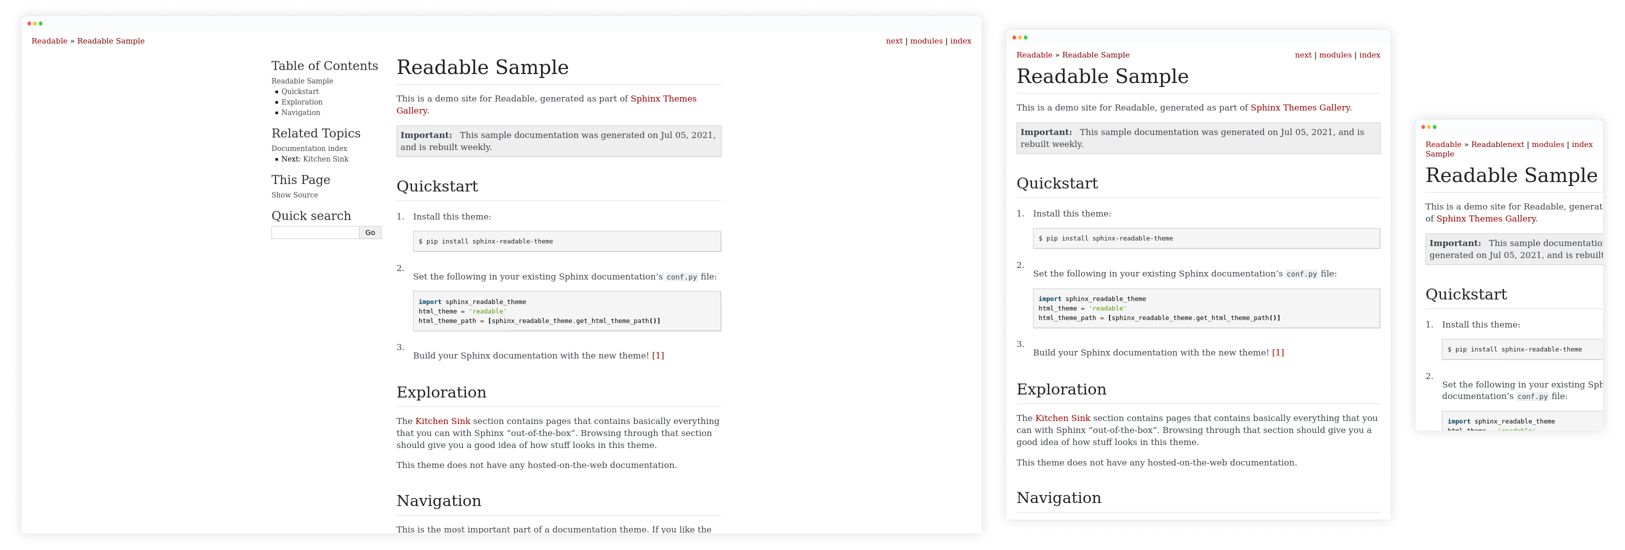 Readable » Readable Sample
next | modules | index
Table of Contents
Readable Sample
Quickstart
Exploration
Navigation
Related Topics
Documentation index
Next: Kitchen Sink
This Page
Show Source
Quick search
Go
Readable Sample
This is a demo site for Readable, generated as part of Sphinx Themes
Gallery.
Important: This sample documentation was generated on Jul 05, 2021,
and is rebuilt weekly.
Quickstart
1. Install this theme:
$ pip install sphinx-readable-theme
2.
Set the following in your existing Sphinx documentation’s conf.py file:
import sphinx_readable_theme
html_theme = 'readable'
html_theme_path = [sphinx_readable_theme.get_html_theme_path()]
3.
Build your Sphinx documentation with the new theme! [1]
Exploration
The Kitchen Sink section contains pages that contains basically everything
that you can with Sphinx “out-of-the-box”. Browsing through that section
should give you a good idea of how stuff looks in this theme.
This theme does not have any hosted-on-the-web documentation.
Navigation
This is the most important part of a documentation theme. If you like the
Readable » Readable Sample
next | modules | index
Readable Sample
This is a demo site for Readable, generated as part of Sphinx Themes Gallery.
Important: This sample documentation was generated on Jul 05, 2021, and is
rebuilt weekly.
Quickstart
1. Install this theme:
$ pip install sphinx-readable-theme
2.
Set the following in your existing Sphinx documentation’s conf.py file:
import sphinx_readable_theme
html_theme = 'readable'
html_theme_path = [sphinx_readable_theme.get_html_theme_path()]
3.
Build your Sphinx documentation with the new theme! [1]
Exploration
The Kitchen Sink section contains pages that contains basically everything that you
can with Sphinx “out-of-the-box”. Browsing through that section should give you a
good idea of how stuff looks in this theme.
This theme does not have any hosted-on-the-web documentation.
Navigation
Readable » Readable
Sample
next | modules | index
Readable Sample
This is a demo site for Readable, generat
of Sphinx Themes Gallery.
Important: This sample documentatio
generated on Jul 05, 2021, and is rebuilt
Quickstart
1. Install this theme:
$ pip install sphinx-readable-theme
2.
Set the following in your existing Sph
documentation’s conf.py file:
import sphinx_readable_theme